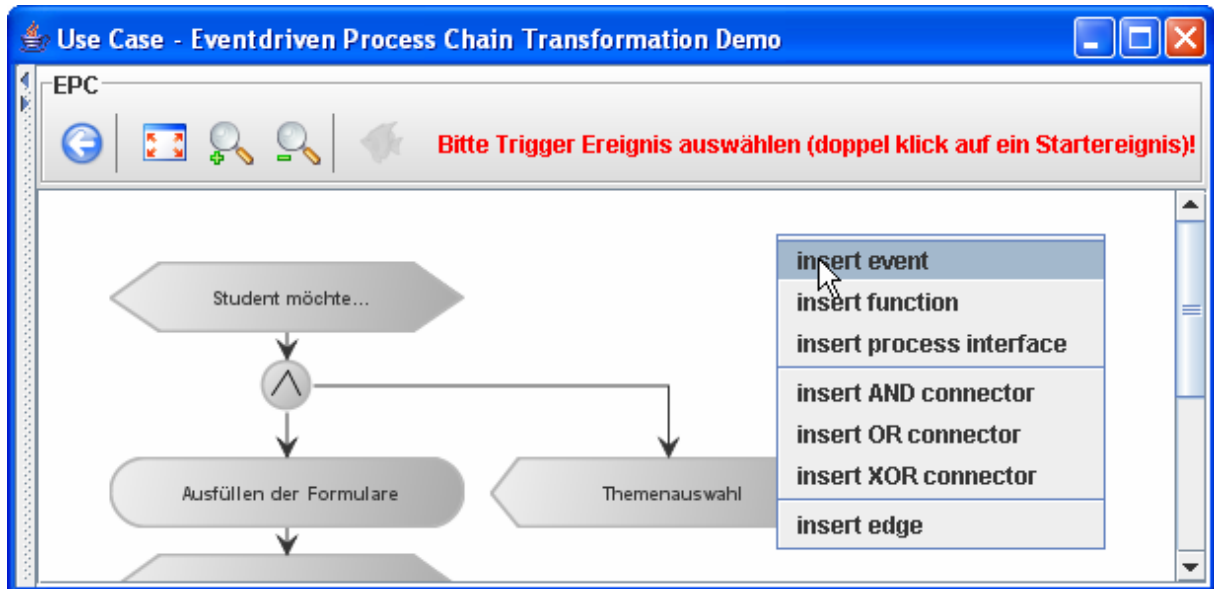 Use Case - Eventdriven Process Chain Transformation Demo
EPC
Bitte Trigger Ereignis auswählen (doppel klick auf ein Startereignis)!
Student möchte...
Ausfüllen der Formulare
Themenauswahl
insert event
insert function
insert process interface
insert AND connector
insert OR connector
insert XOR connector
insert edge